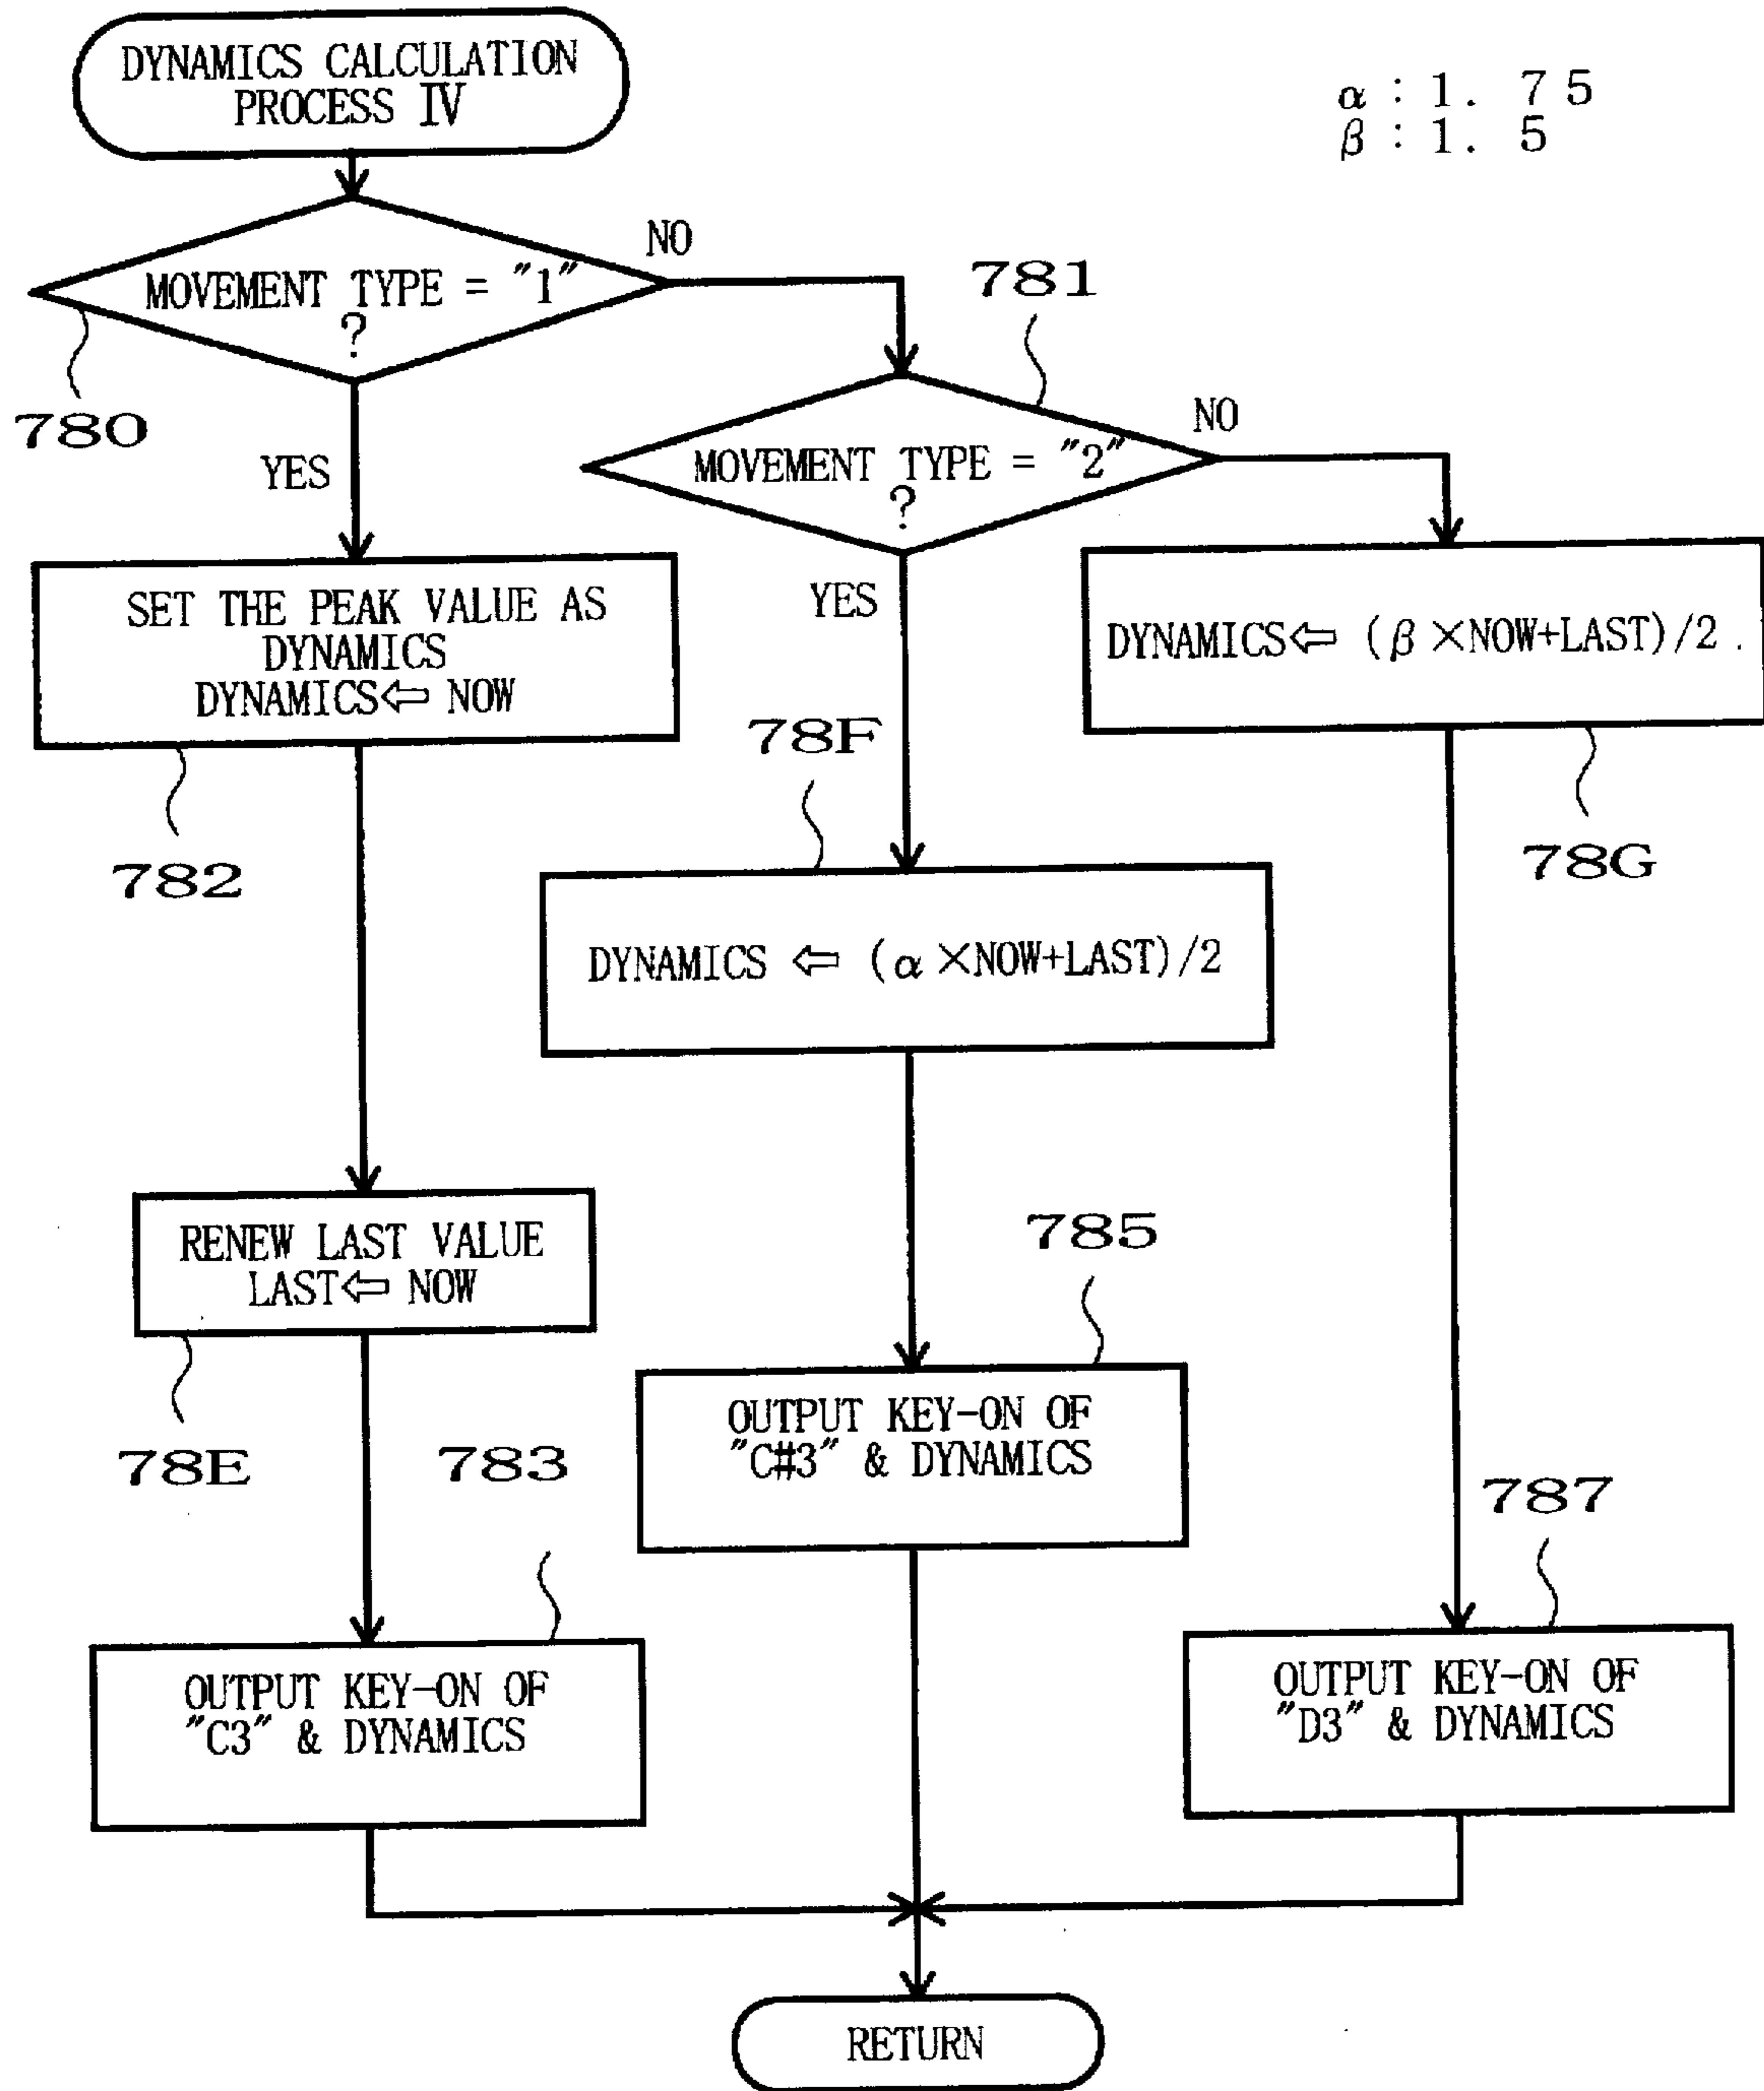 DYNAMICS CALCULATION
PROCESS IV
α : 1. 75
β : 1. 5
MOVEMENT TYPE = "1"
?
NO
780
YES
781
MOVEMENT TYPE = "2"
?
NO
YES
SET THE PEAK VALUE AS
DYNAMICS
DYNAMICS⇦ NOW
782
DYNAMICS⇦ (β×NOW+LAST)/2 .
78G
78F
DYNAMICS ⇦ (α×NOW+LAST)/2
RENEW LAST VALUE
LAST⇦ NOW
78E
785
OUTPUT KEY-ON OF
"C#3" & DYNAMICS
783
OUTPUT KEY-ON OF
"C3" & DYNAMICS
787
OUTPUT KEY-ON OF
"D3" & DYNAMICS
RETURN